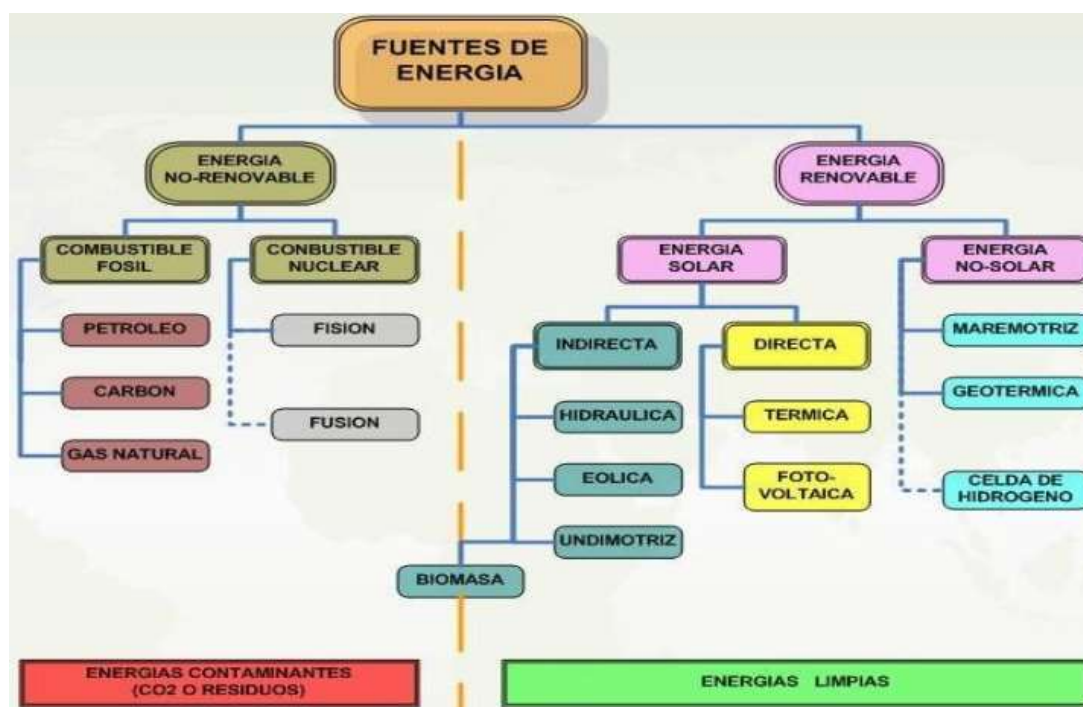 FUENTES DE
ENERGIA
ENERGIA
NO-RENOVABLE
ENERGIA
RENOVABLE
COMBUSTIBLE
FOSIL
CONBUSTIBLE
NUCLEAR
ENERGIA
SOLAR
ENERGIA
NO-SOLAR
PETROLEO
FISION
INDIRECTA
DIRECTA
MAREMOTRIZ
CARBON
GEOTERMICA
FUSION
HIDRAULICA
TERMICA
GAS NATURAL
EOLICA
FOTO-
VOLTAICA
CELDA DE
HIDROGENO
UNDIMOTRIZ
BIOMASA
ENERGIAS CONTAMINANTES
(CO2 O RESIDUOS)
ENERGIAS LIMPIAS